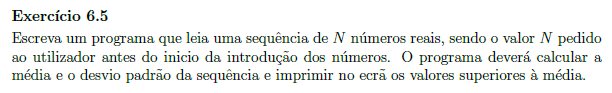 Exercício 6.5
Escreva um programa que leia uma sequência de N números reais, sendo o valor N pedido
ao utilizador antes do inicio da introdução dos números. O programa deverá calcular a
média e o desvio padrão da sequência e imprimir no ecrã os valores superiores à média.